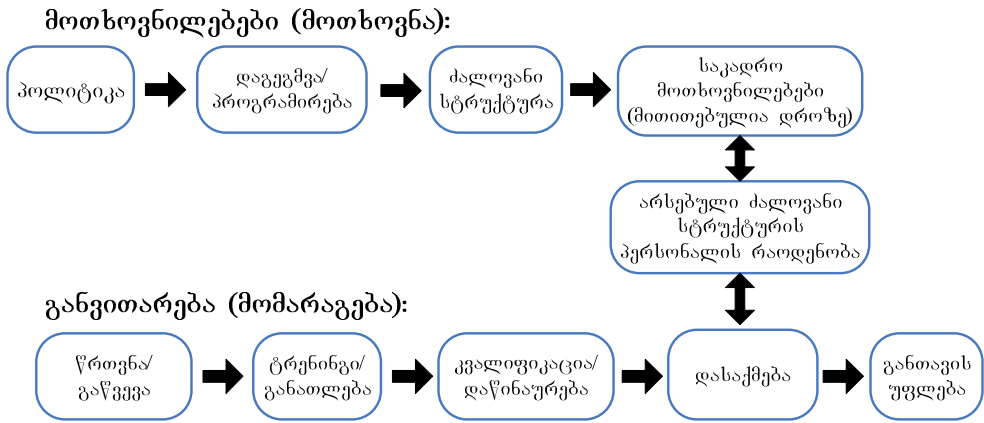 მოთხოვნილებები (მოთხოვნა):
პოლიტიკა
დაგეგმვა/
პროგრამირება
ძალოვანი
სტრუქტურა
საკადრო
მოთხოვნილებები
(მითითებულია დროზე)
არსებული ძალოვანი
სტრუქტურის
პერსონალის რაოდენობა
განვითარება (მომარაგება):
წრთვნა/
გაწვევა
ტრენინგი/
განათლება
კვალიფიკაცია/
დაწინაურება
დასაქმება
განთავის
უფლება